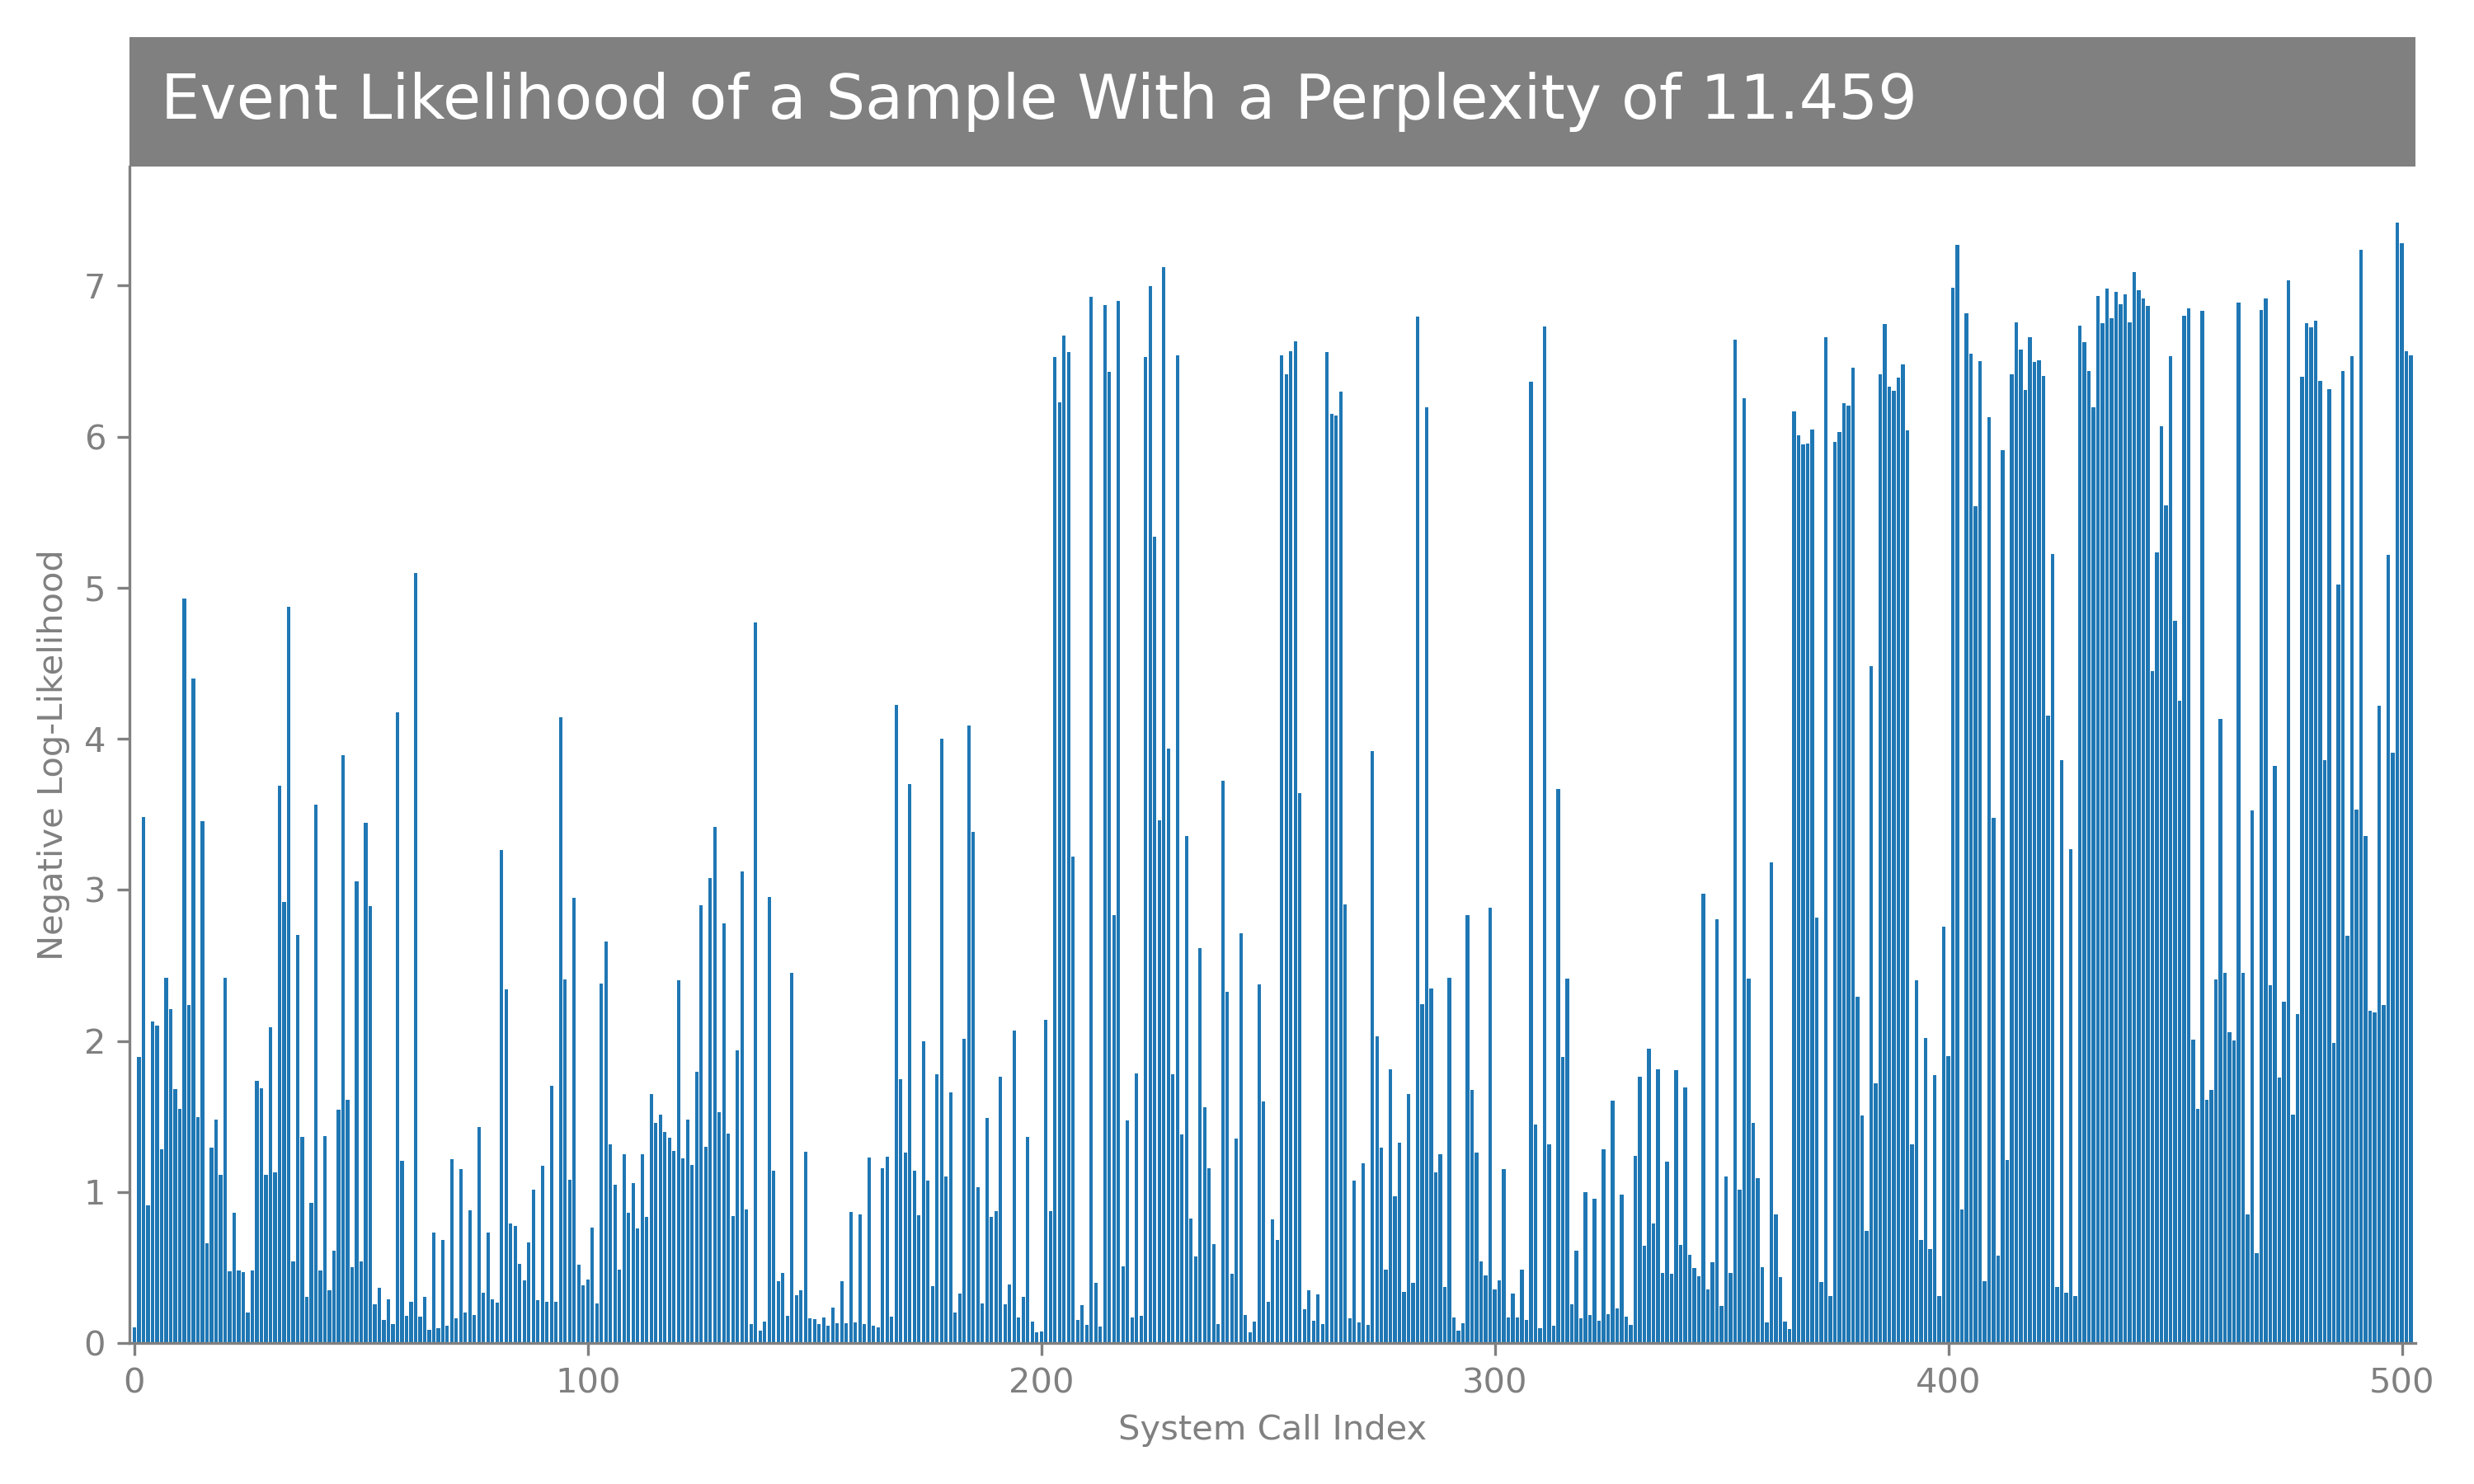 Event Likelihood of a Sample With a Perplexity of 11.459
Negative Log-Likelihood
7
6
5
4
3
2
1
0
0 100 200 300 400 500
System Call Index